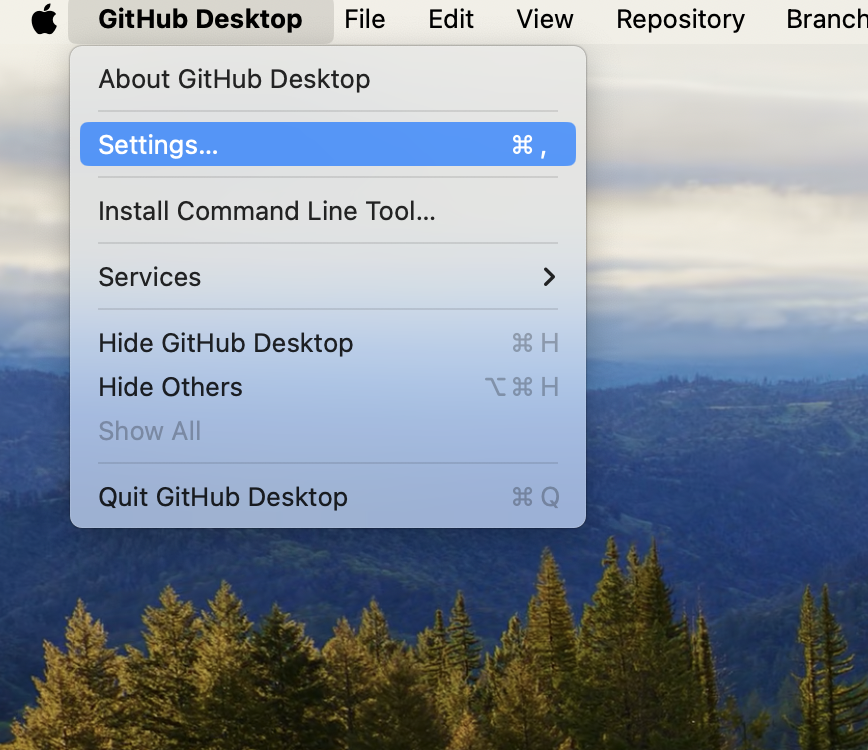 GitHub Desktop File Edit View Repository Branch
About GitHub Desktop
Settings... ⌘ ,
Install Command Line Tool...
Services
Hide GitHub Desktop ⌘ H
Hide Others ⌥ ⌘ H
Show All
Quit GitHub Desktop ⌘ Q